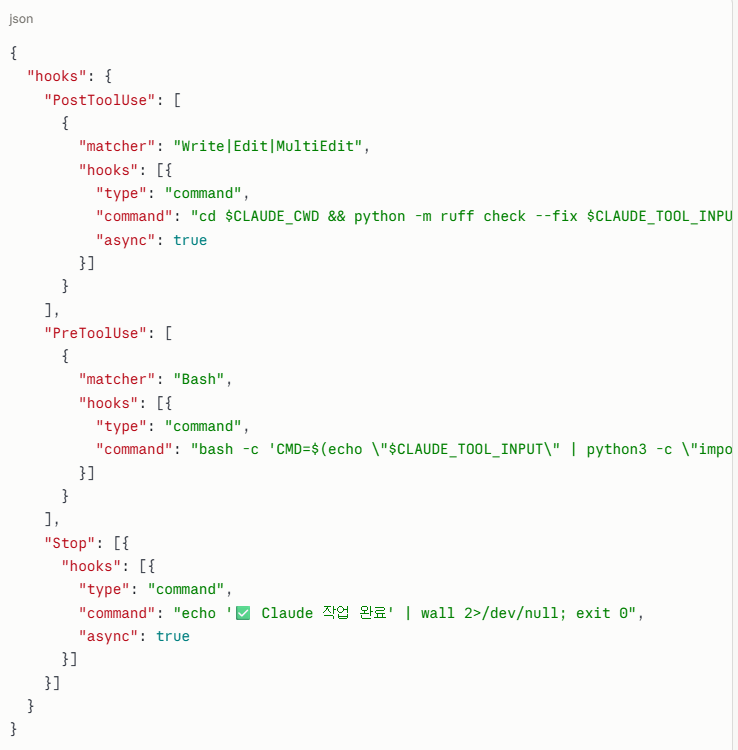 json
{
  "hooks": {
    "PostToolUse": [
      {
        "matcher": "Write|Edit|MultiEdit",
        "hooks": [{
          "type": "command",
          "command": "cd $CLAUDE_CWD && python -m ruff check --fix $CLAUDE_TOOL_INPU
          "async": true
        }]
      }
    ],
    "PreToolUse": [
      {
        "matcher": "Bash",
        "hooks": [{
          "type": "command",
          "command": "bash -c 'CMD=$(echo \"$CLAUDE_TOOL_INPUT\" | python3 -c \"impo
        }]
      }
    ],
    "Stop": [{
      "hooks": [{
        "type": "command",
        "command": "echo '✅ Claude 작업 완료' | wall 2>/dev/null; exit 0",
        "async": true
      }]
    }]
  }
}